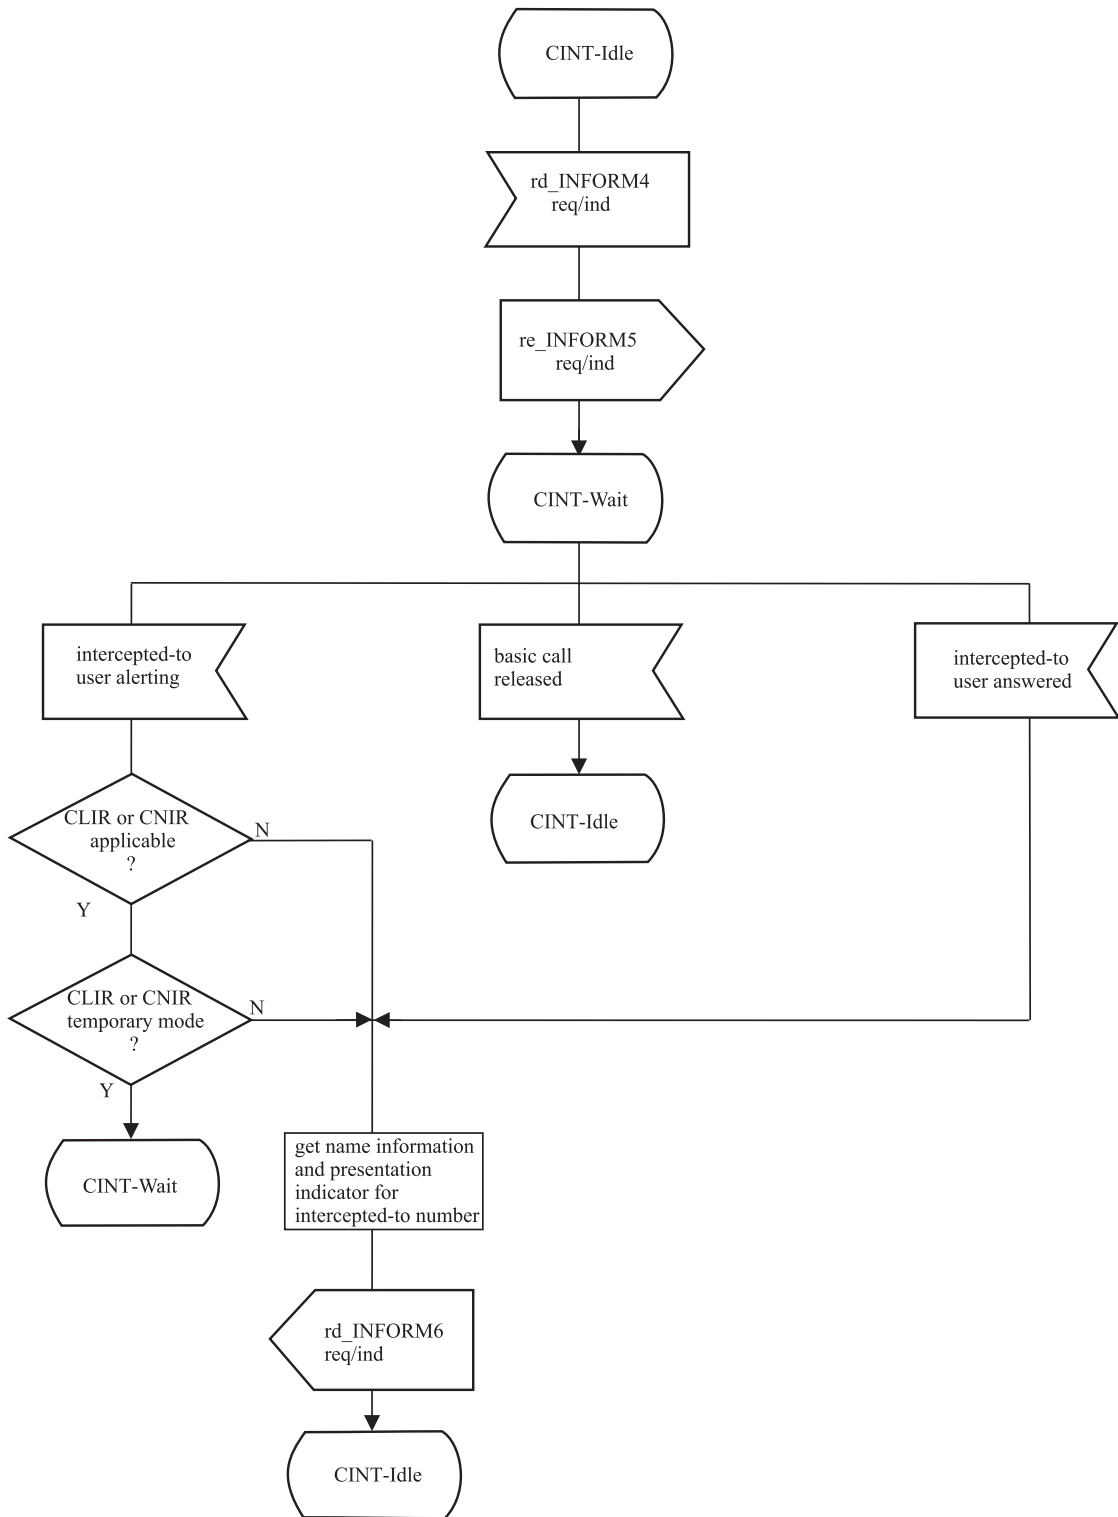 CINT-Idle
rd_INFORM4
req/ind
re_INFORM5
req/ind
CINT-Wait
intercepted-to
user alerting
basic call
released
intercepted-to
user answered
CLIR or CNIR
applicable
?
N
Y
CINT-Idle
CLIR or CNIR
temporary mode
?
N
Y
CINT-Wait
get name information
and presentation
indicator for
intercepted-to number
rd_INFORM6
req/ind
CINT-Idle